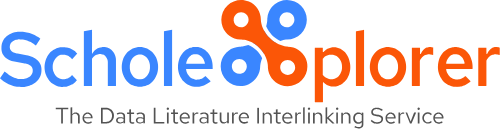 ScholeXplorer
The Data Literature Interlinking Service